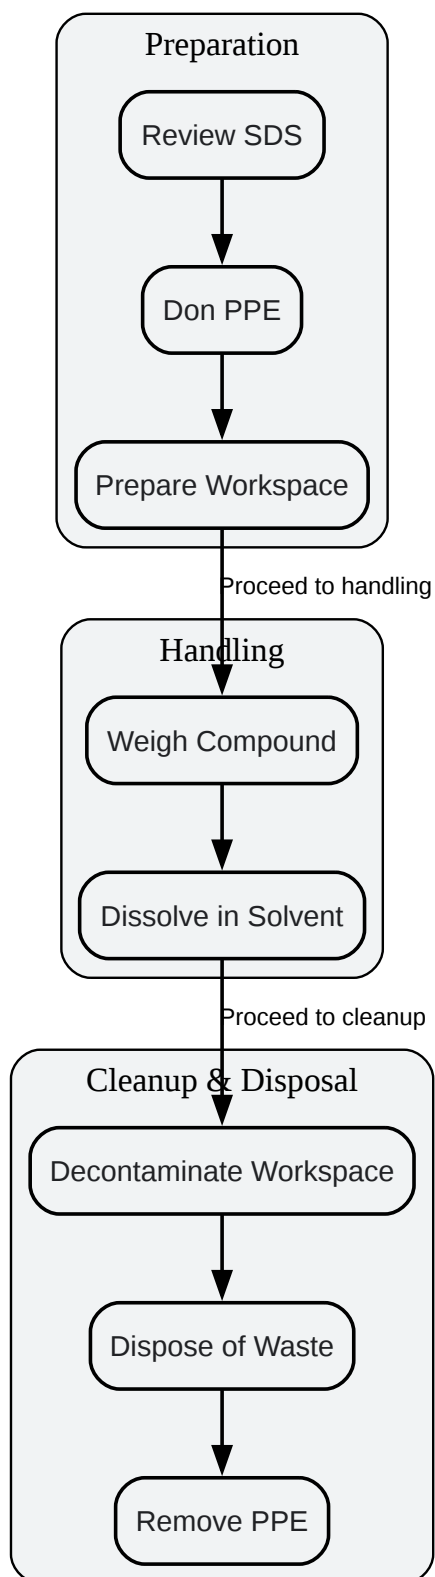 Preparation
Review SDS
Don PPE
Prepare Workspace
Proceed to handling
Handling
Weigh Compound
Dissolve in Solvent
Proceed to cleanup
Cleanup & Disposal
Decontaminate Workspace
Dispose of Waste
Remove PPE